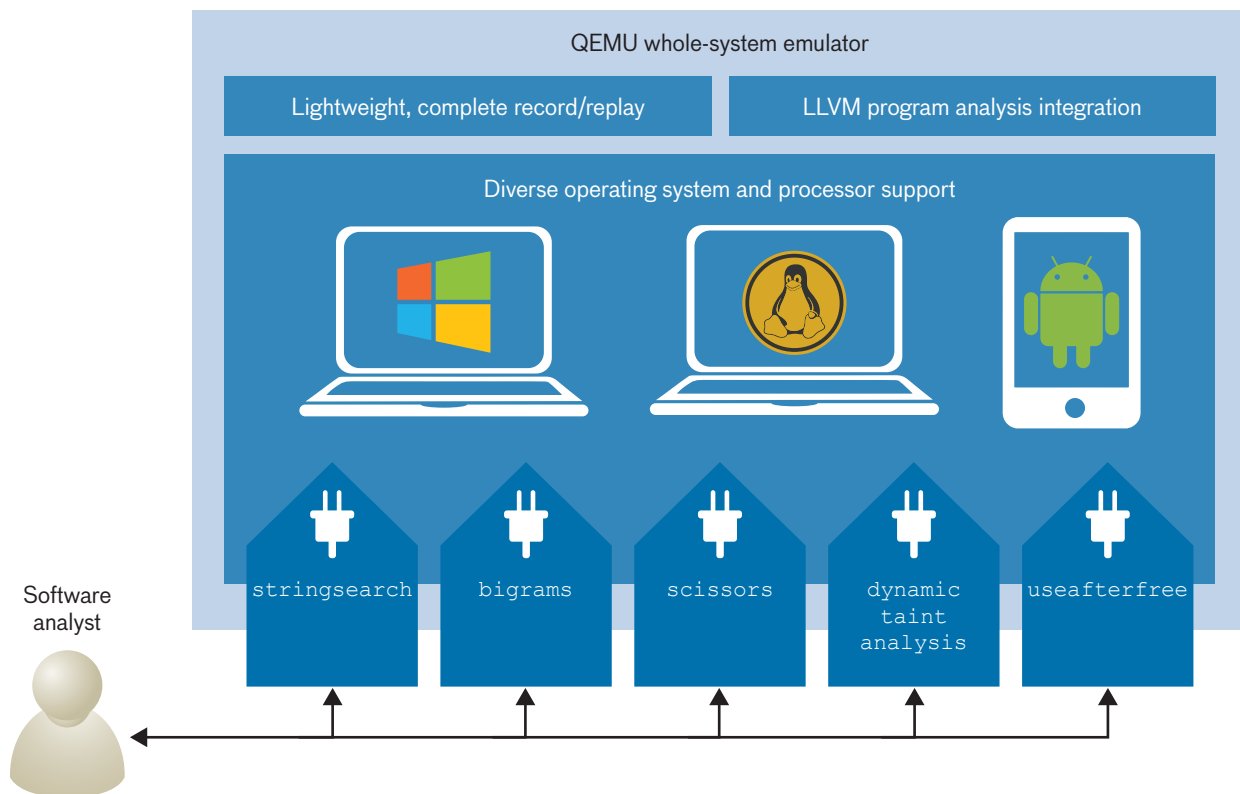 QEMU whole-system emulator
Lightweight, complete record/replay
LLVM program analysis integration
Diverse operating system and processor support
stringsearch
bigrams
scissors
dynamic
taint
analysis
useafterfree
Software
analyst